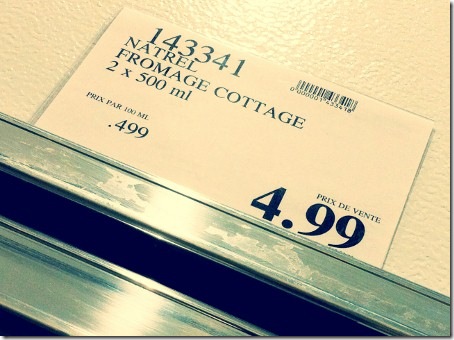 143341
NATREL
FROMAGE COTTAGE
2 x 500 ml
PRIX PAR 100 ML
.499
PRIX DE VENTE
4.99